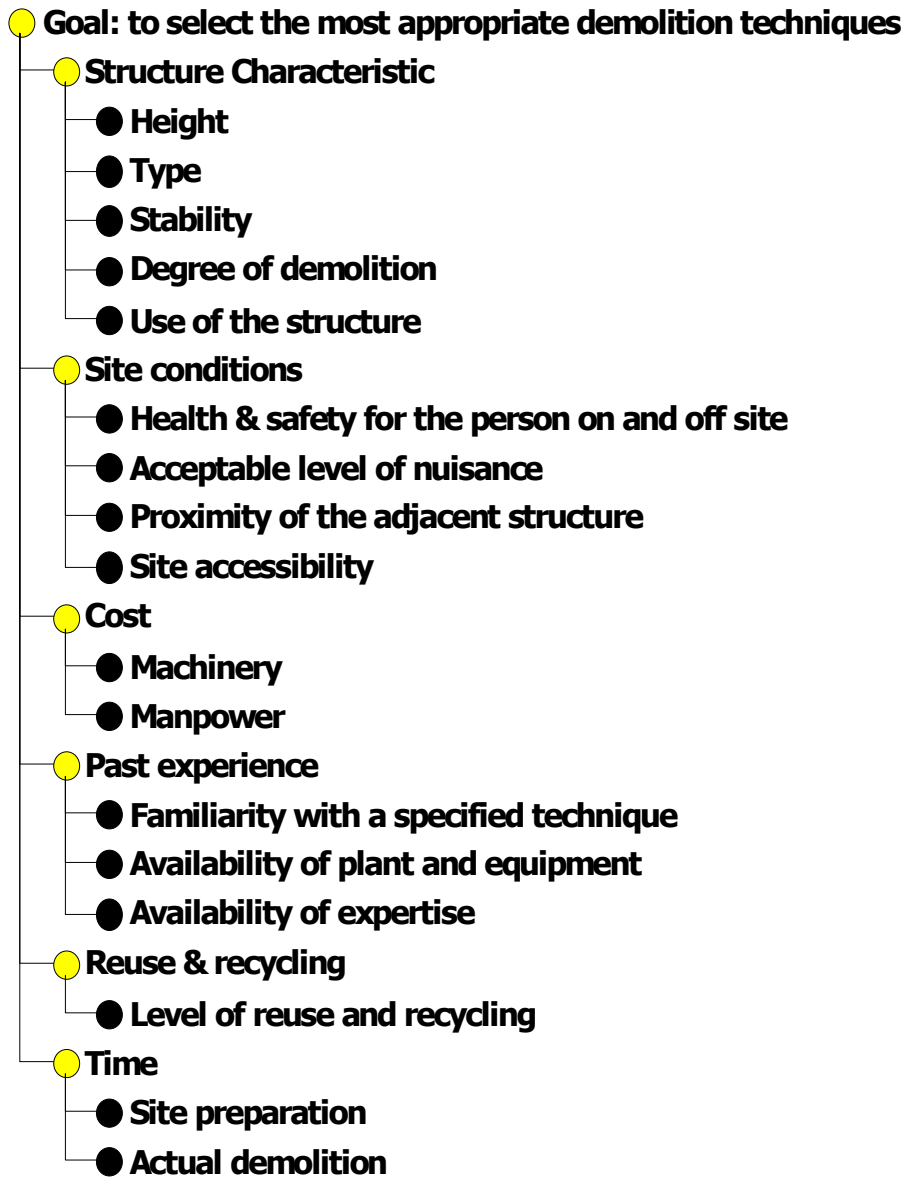 Goal: to select the most appropriate demolition techniques
Structure Characteristic
Height
Type
Stability
Degree of demolition
Use of the structure
Site conditions
Health & safety for the person on and off site
Acceptable level of nuisance
Proximity of the adjacent structure
Site accessibility
Cost
Machinery
Manpower
Past experience
Familiarity with a specified technique
Availability of plant and equipment
Availability of expertise
Reuse & recycling
Level of reuse and recycling
Time
Site preparation
Actual demolition